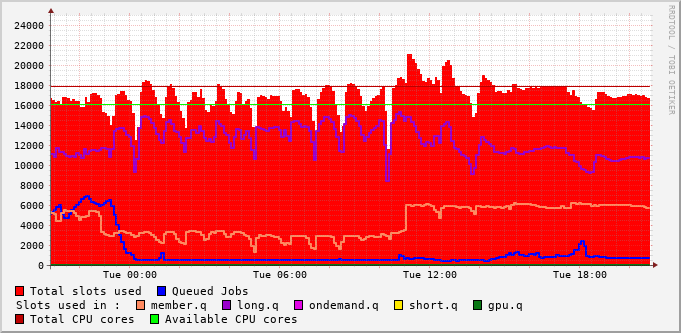 24000
22000
20000
18000
16000
14000
12000
10000
8000
6000
4000
2000
0
Tue 00:00 Tue 06:00 Tue 12:00 Tue 18:00
RRDTOOL / TOBI OETIKER
Total slots used Queued Jobs
Slots used in : member.q long.q ondemand.q short.q gpu.q
Total CPU cores Available CPU cores